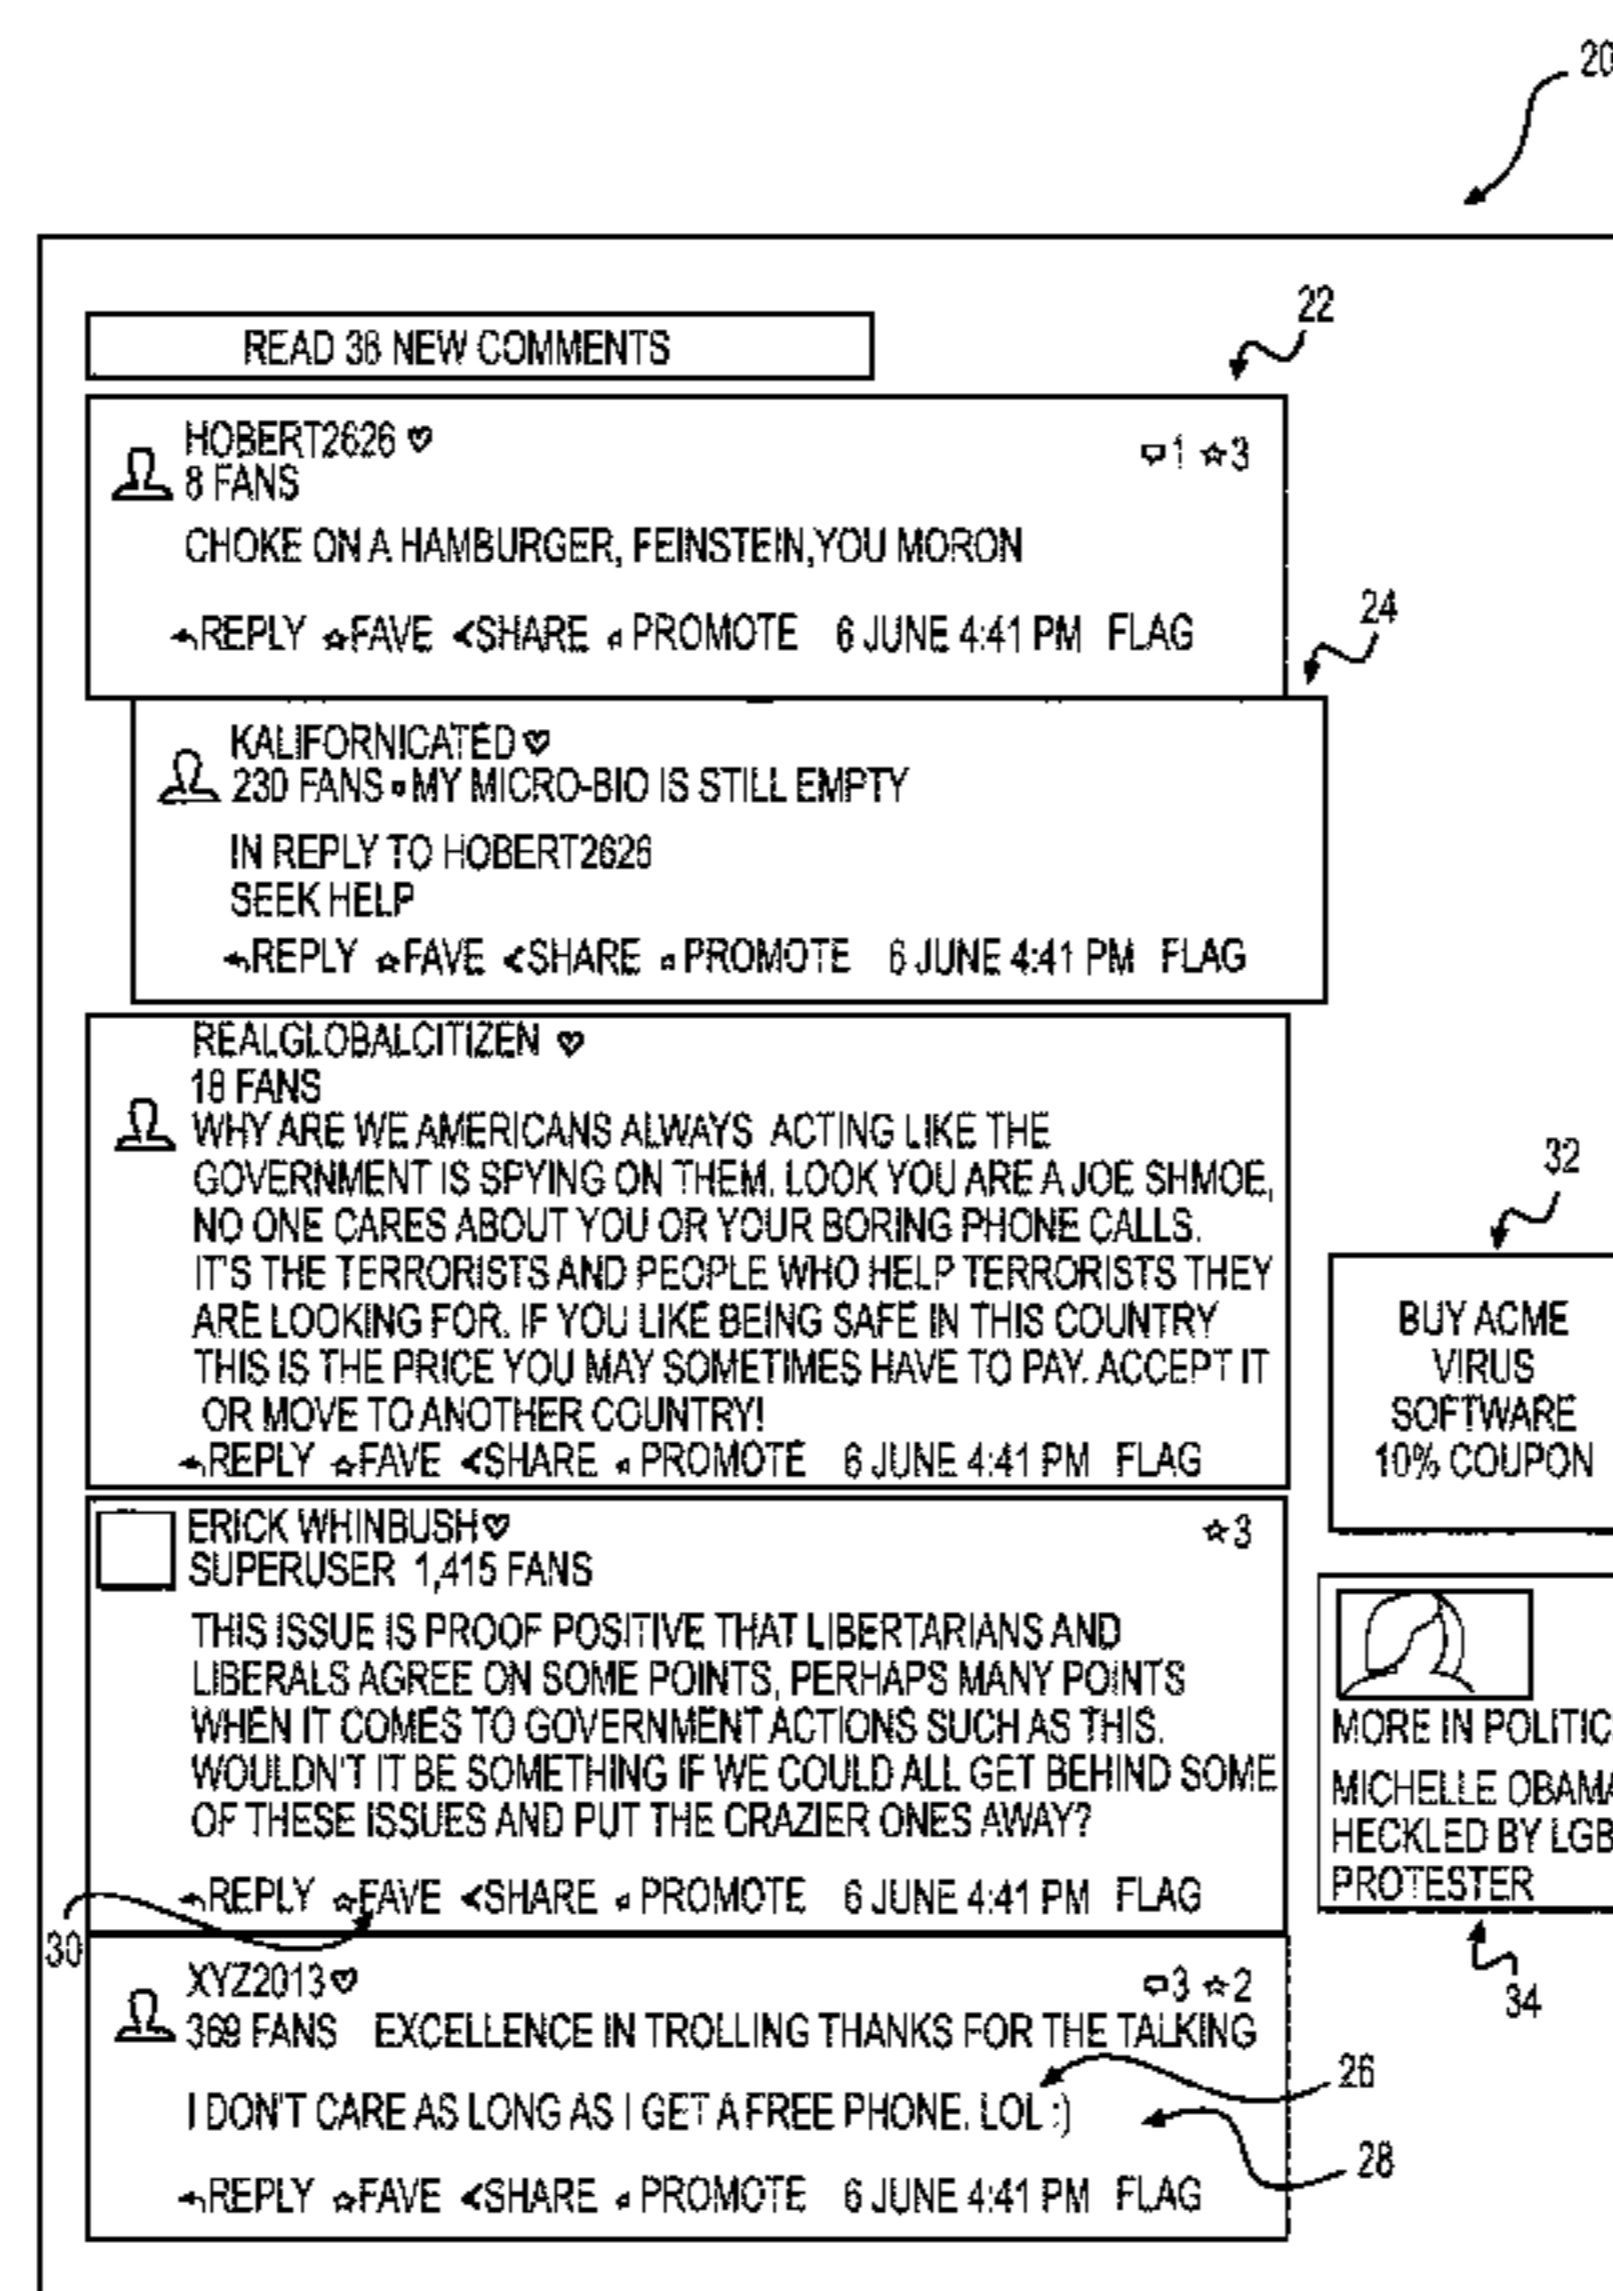 20
22
READ 36 NEW COMMENTS
HOBERT2626
1 3
8 FANS
CHOKE ON A HAMBURGER, FEINSTEIN,YOU MORON
REPLY FAVE SHARE PROMOTE 6 JUNE 4:41 PM FLAG
24
KALIFORNICATED
230 FANS MY MICRO-BIO IS STILL EMPTY
IN REPLY TO HOBERT2626
SEEK HELP
REPLY FAVE SHARE PROMOTE 6 JUNE 4:41 PM FLAG
REALGLOBALCITIZEN
18 FANS
WHY ARE WE AMERICANS ALWAYS ACTING LIKE THE
GOVERNMENT IS SPYING ON THEM. LOOK YOU ARE A JOE SHMOE,
NO ONE CARES ABOUT YOU OR YOUR BORING PHONE CALLS.
IT'S THE TERRORISTS AND PEOPLE WHO HELP TERRORISTS THEY
ARE LOOKING FOR. IF YOU LIKE BEING SAFE IN THIS COUNTRY
THIS IS THE PRICE YOU MAY SOMETIMES HAVE TO PAY. ACCEPT IT
OR MOVE TO ANOTHER COUNTRY!
REPLY FAVE SHARE PROMOTE 6 JUNE 4:41 PM FLAG
32
BUY ACME
VIRUS
SOFTWARE
10% COUPON
ERICK WHINBUSH
3
SUPERUSER 1,415 FANS
THIS ISSUE IS PROOF POSITIVE THAT LIBERTARIANS AND
LIBERALS AGREE ON SOME POINTS, PERHAPS MANY POINTS
WHEN IT COMES TO GOVERNMENT ACTIONS SUCH AS THIS.
WOULDN'T IT BE SOMETHING IF WE COULD ALL GET BEHIND SOME
OF THESE ISSUES AND PUT THE CRAZIER ONES AWAY?
REPLY FAVE SHARE PROMOTE 6 JUNE 4:41 PM FLAG
30
MORE IN POLITIC
MICHELLE OBAMA
HECKLED BY LGB
PROTESTER
34
XYZ2013
3 2
369 FANS EXCELLENCE IN TROLLING THANKS FOR THE TALKING
26
I DON'T CARE AS LONG AS I GET A FREE PHONE. LOL :)
28
REPLY FAVE SHARE PROMOTE 6 JUNE 4:41 PM FLAG